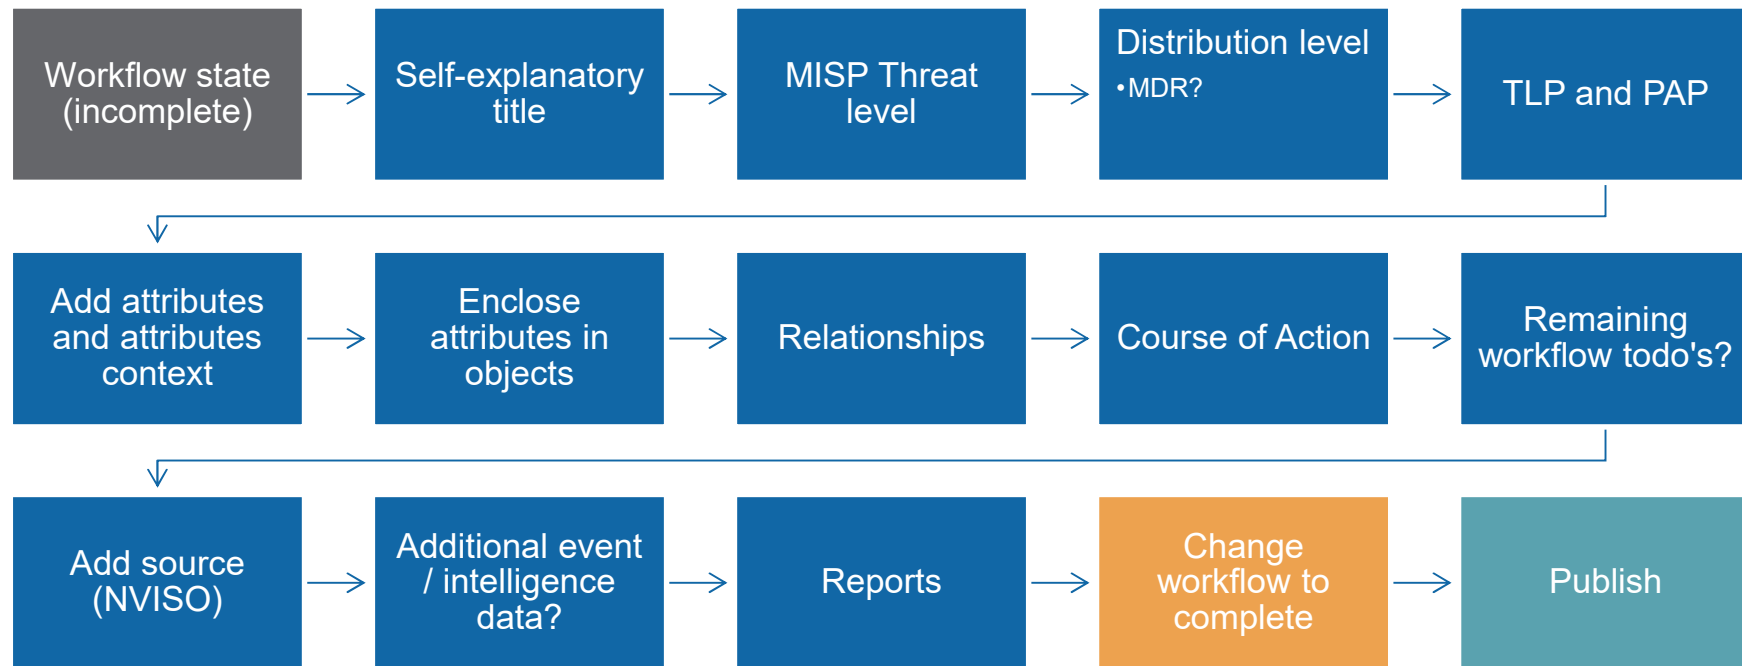 Workflow state
(incomplete)
Self-explanatory
title
MISP Threat
level
Distribution level
•MDR?
TLP and PAP
Add attributes
and attributes
context
Enclose
attributes in
objects
Relationships
Course of Action
Remaining
workflow todo's?
Add source
(NVISO)
Additional event
/ intelligence
data?
Reports
Change
workflow to
complete
Publish